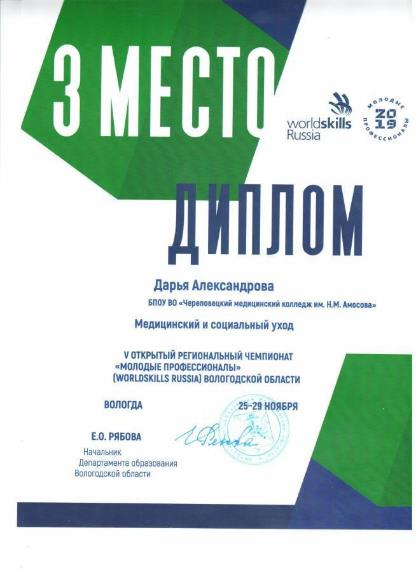 3 МЕСТО
worldskills
Russia
МОЛОДЫЕ
2019
ПРОФЕССИОНАЛЫ
ДИПЛОМ
Дарья Александрова
БПОУ ВО «Череповецкий медицинский колледж им. Н.М. Амосова»
Медицинский и социальный уход
V ОТКРЫТЫЙ РЕГИОНАЛЬНЫЙ ЧЕМПИОНАТ
«МОЛОДЫЕ ПРОФЕССИОНАЛЫ»
(WORLDSKILLS RUSSIA) ВОЛОГОДСКОЙ ОБЛАСТИ
ВОЛОГДА 25-29 НОЯБРЯ
Е.О. РЯБОВА
Начальник
Департамента образования
Вологодской области